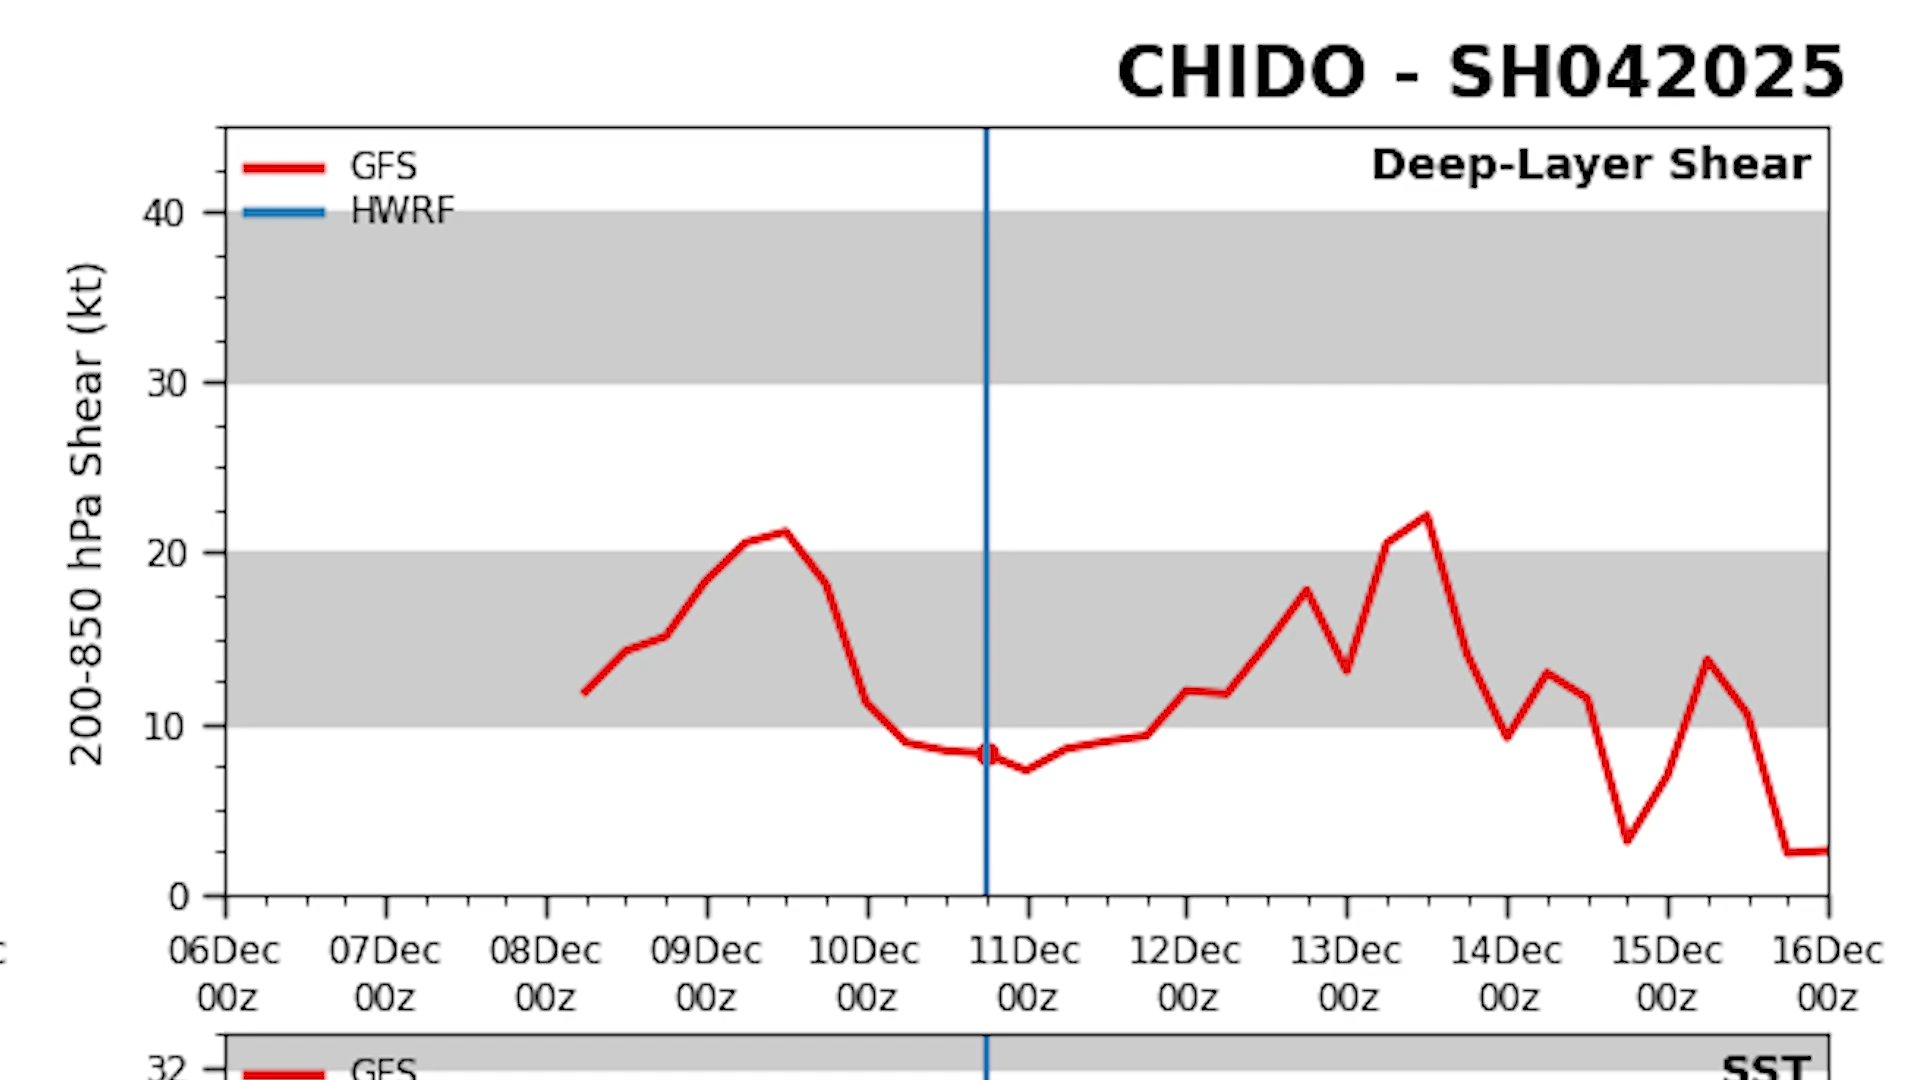 CHIDO - SH042025
Deep-Layer Shear
GFS
HWRF
200-850 hPa Shear (kt)
40
30
20
10
0
06Dec 07Dec 08Dec 09Dec 10Dec 11Dec 12Dec 13Dec 14Dec 15Dec 16Dec
00z 00z 00z 00z 00z 00z 00z 00z 00z 00z 00z
32
GFS
SST